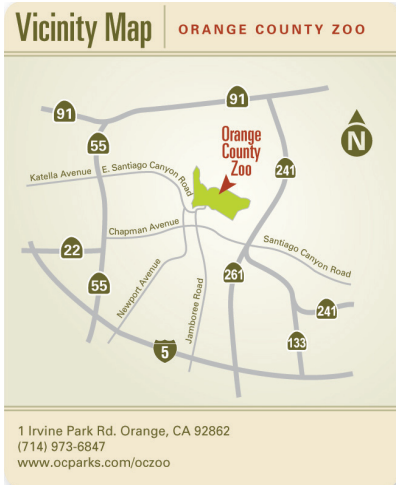 Vicinity Map
ORANGE COUNTY ZOO
91
91
55
Orange
County
Zoo
N
241
Katella Avenue
E. Santiago Canyon Road
Chapman Avenue
Santiago Canyon Road
22
55
Newport Avenue
Jamboree Road
261
241
133
5
1 Irvine Park Rd. Orange, CA 92862
(714) 973-6847
www.ocparks.com/oczoo